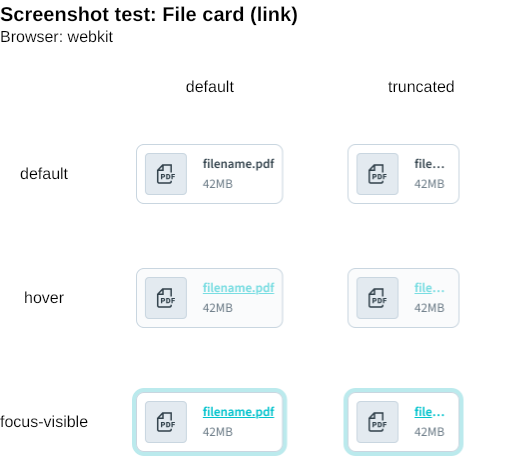 Screenshot test: File card (link)
Browser: webkit
default truncated
default
PDF filename.pdf 42MB
PDF file... 42MB
hover
PDF filename.pdf 42MB
PDF file... 42MB
focus-visible
PDF filename.pdf 42MB
PDF file... 42MB